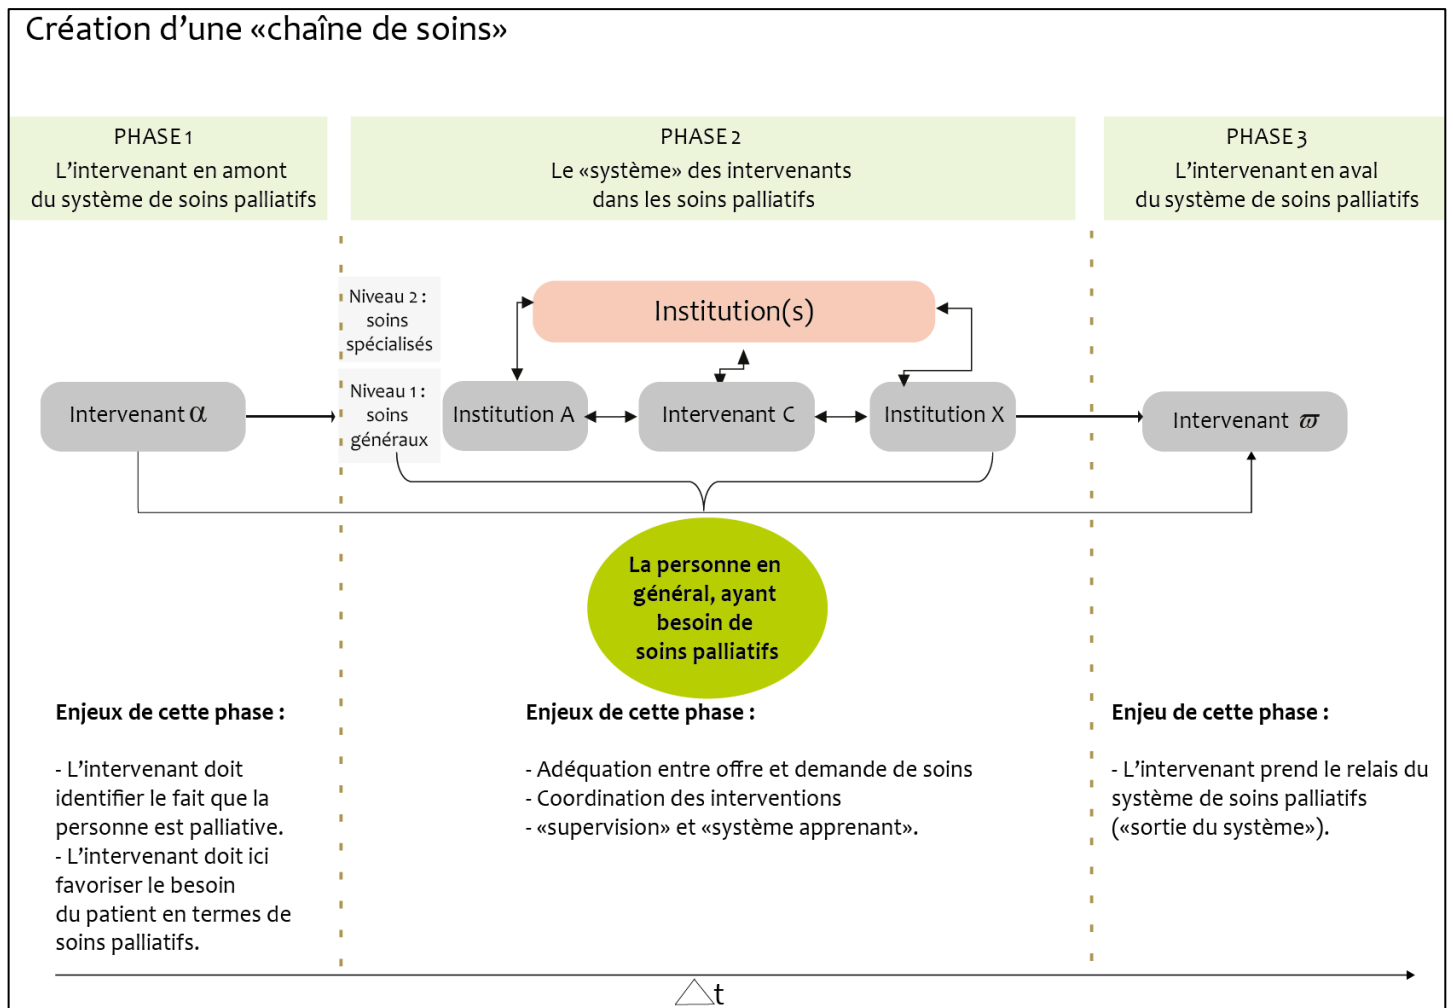 Création d’une «chaîne de soins»
PHASE 1
L’intervenant en amont
du système de soins palliatifs
PHASE 2
Le «système» des intervenants
dans les soins palliatifs
PHASE 3
L’intervenant en aval
du système de soins palliatifs
Niveau 2 :
soins
spécialisés
Institution(s)
Niveau 1 :
soins
généraux
Intervenant α
Institution A
Intervenant C
Institution X
Intervenant ϖ
La personne en
général, ayant
besoin de
soins palliatifs
Enjeux de cette phase :
- L’intervenant doit
identifier le fait que la
personne est palliative.
- L’intervenant doit ici
favoriser le besoin
du patient en termes de
soins palliatifs.
Enjeux de cette phase :
- Adéquation entre offre et demande de soins
- Coordination des interventions
- «supervision» et «système apprenant».
Enjeu de cette phase :
- L’intervenant prend le relais du
système de soins palliatifs
(«sortie du système»).
△t